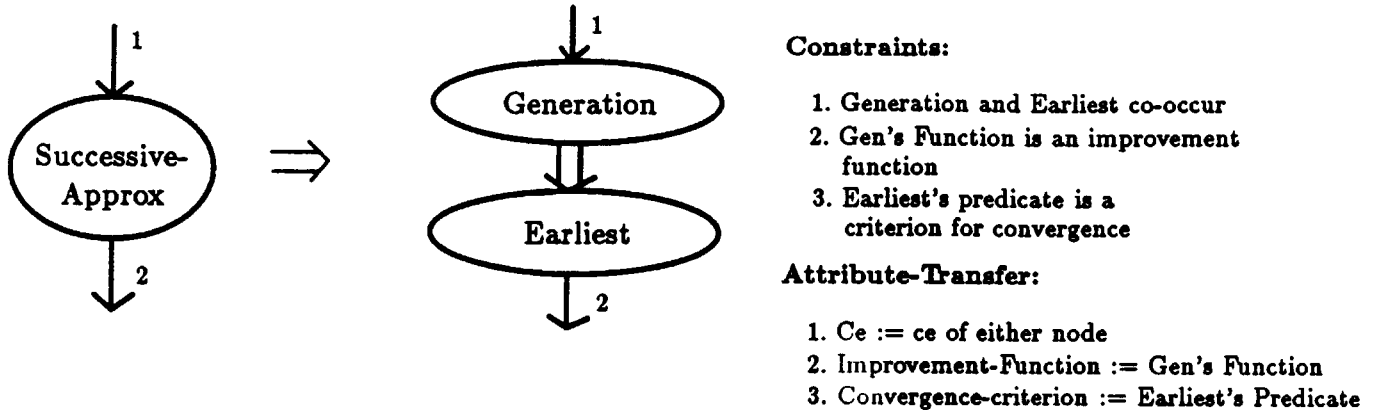 1
Successive-
Approx
2
1
Generation
Earliest
2
Constraints:
1. Generation and Earliest co-occur
2. Gen's Function is an improvement
function
3. Earliest's predicate is a
criterion for convergence
Attribute-Transfer:
1. Ce := ce of either node
2. Improvement-Function := Gen's Function
3. Convergence-criterion := Earliest's Predicate